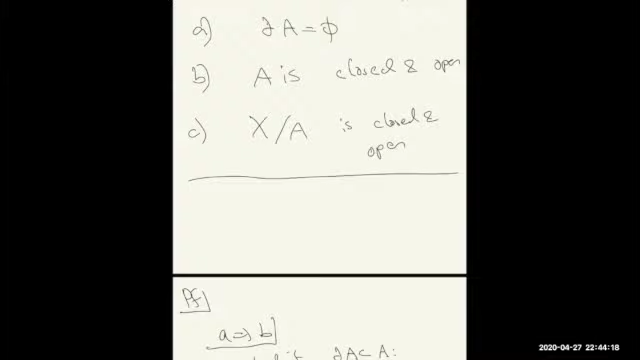 a) ∂A = ϕ
b) A is closed & open
c) X/A is closed &
open
Pf
a ⇒ b
∂A ⊂ A:
2020-04-27 22:44:18